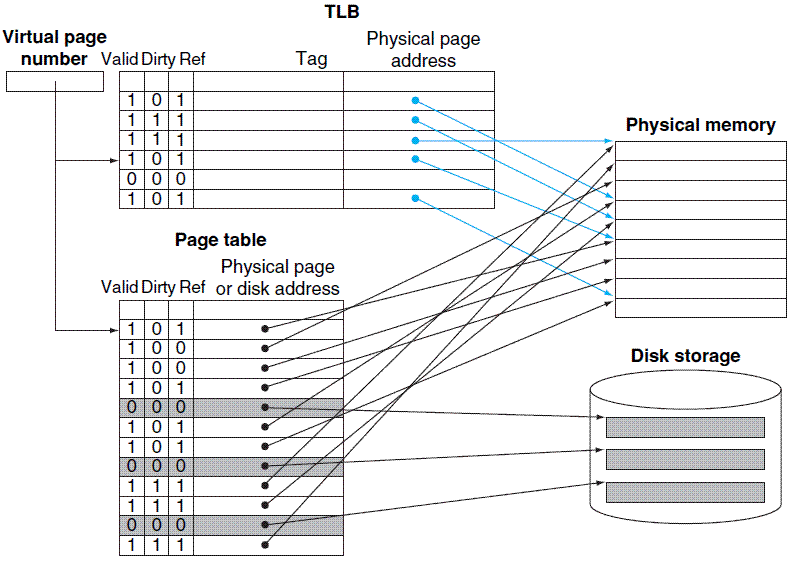 TLB
Virtual page
number
Valid Dirty Ref
Tag
Physical page
address
1 0 1
1 1 1
1 1 1
1 0 1
0 0 0
1 0 1
Physical memory
Page table
Physical page
or disk address
Valid Dirty Ref
1 0 1
1 0 0
1 0 0
1 0 1
0 0 0
1 0 1
1 0 1
0 0 0
1 1 1
1 1 1
0 0 0
1 1 1
Disk storage